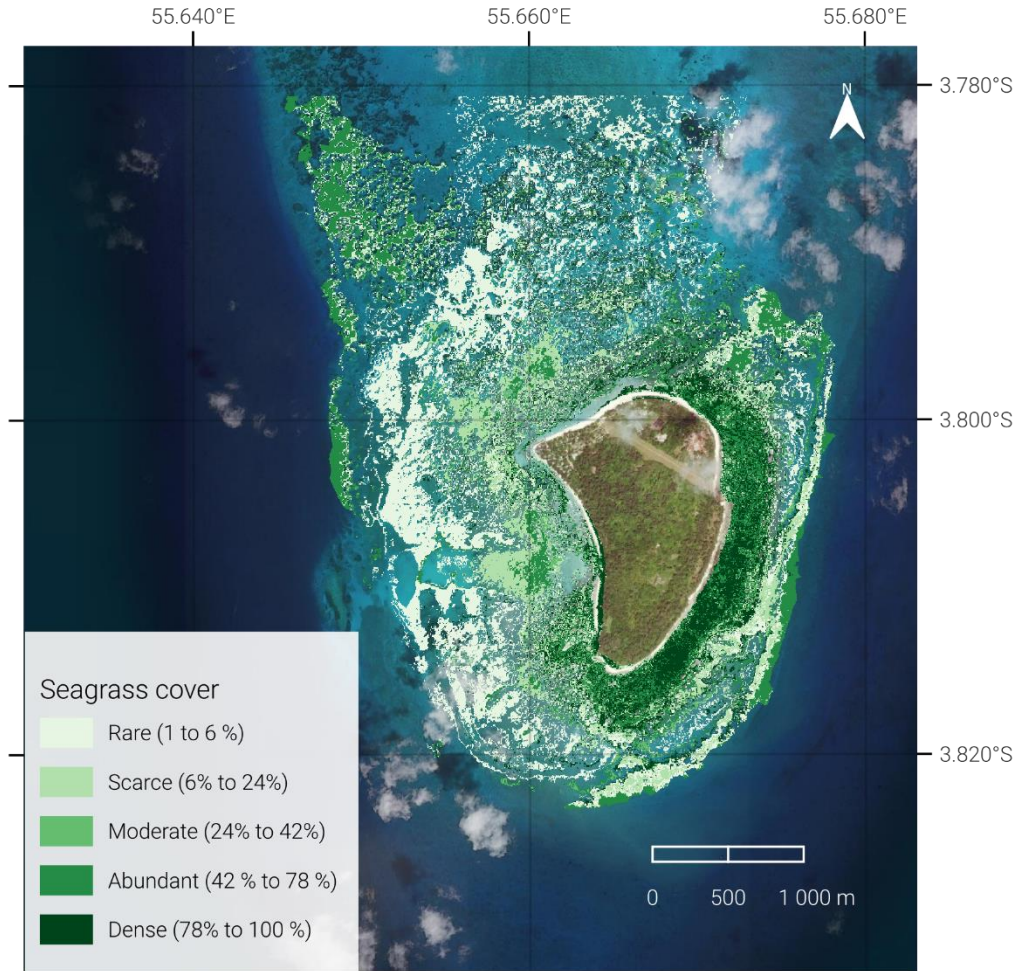 55.640°E 55.660°E 55.680°E
3.780°S
N
3.800°S
3.820°S
Seagrass cover
Rare (1 to 6 %)
Scarce (6% to 24%)
Moderate (24% to 42%)
Abundant (42 % to 78 %)
Dense (78% to 100 %)
0 500 1 000 m